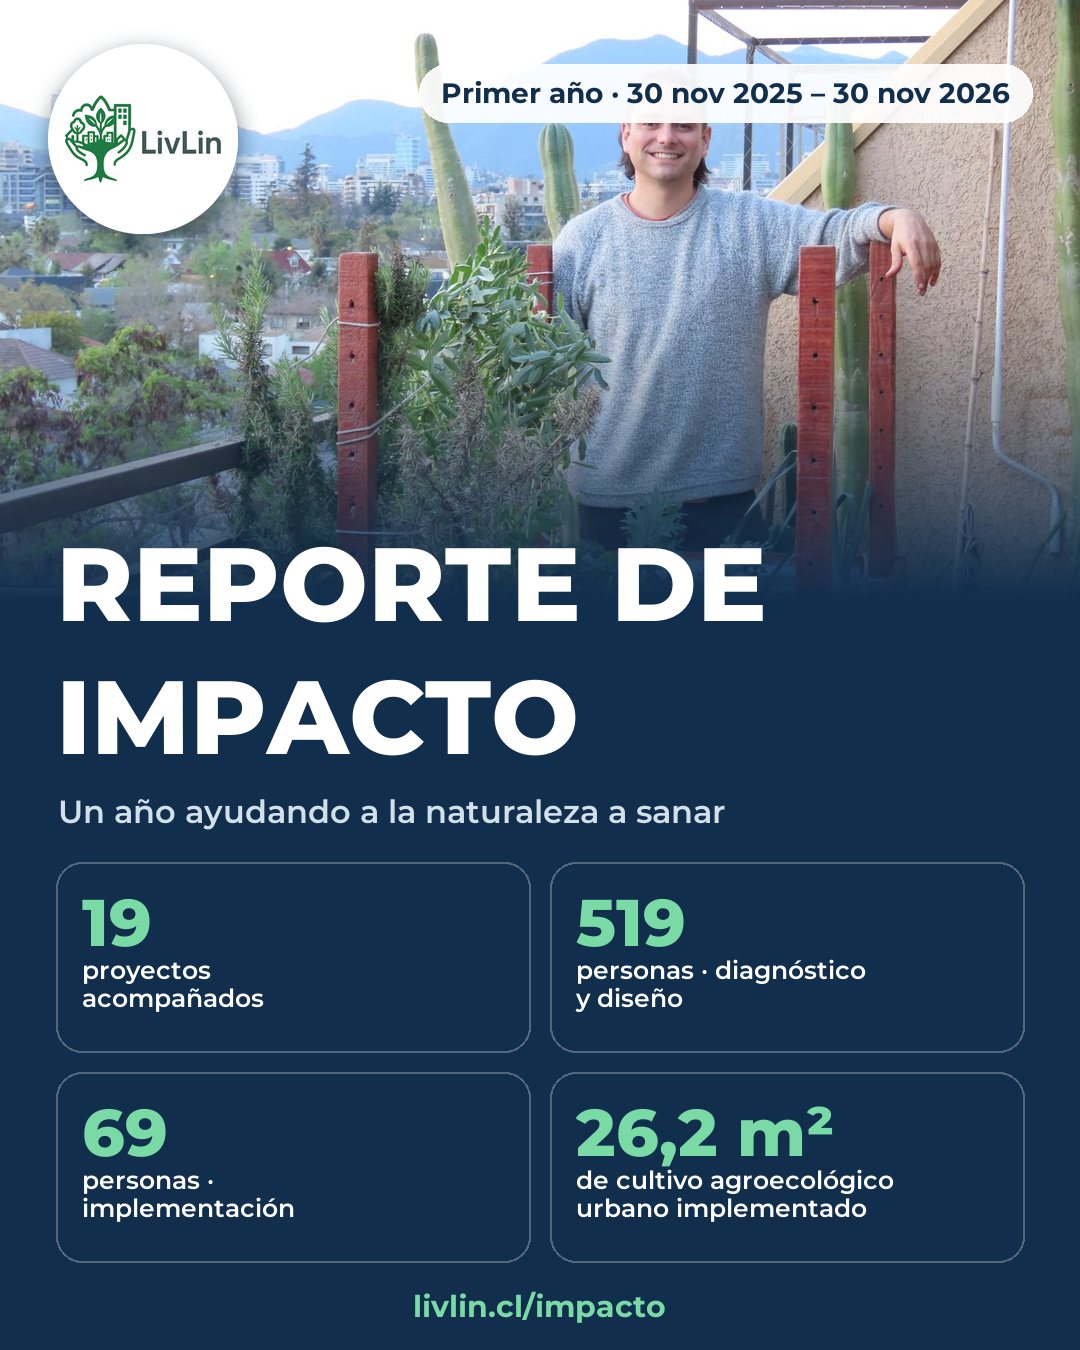 LivLin
Primer año · 30 nov 2025 – 30 nov 2026
REPORTE DE
IMPACTO
Un año ayudando a la naturaleza a sanar
19
proyectos
acompañados
519
personas · diagnóstico
y diseño
69
personas ·
implementación
26,2 m²
de cultivo agroecológico
urbano implementado
livlin.cl/impacto